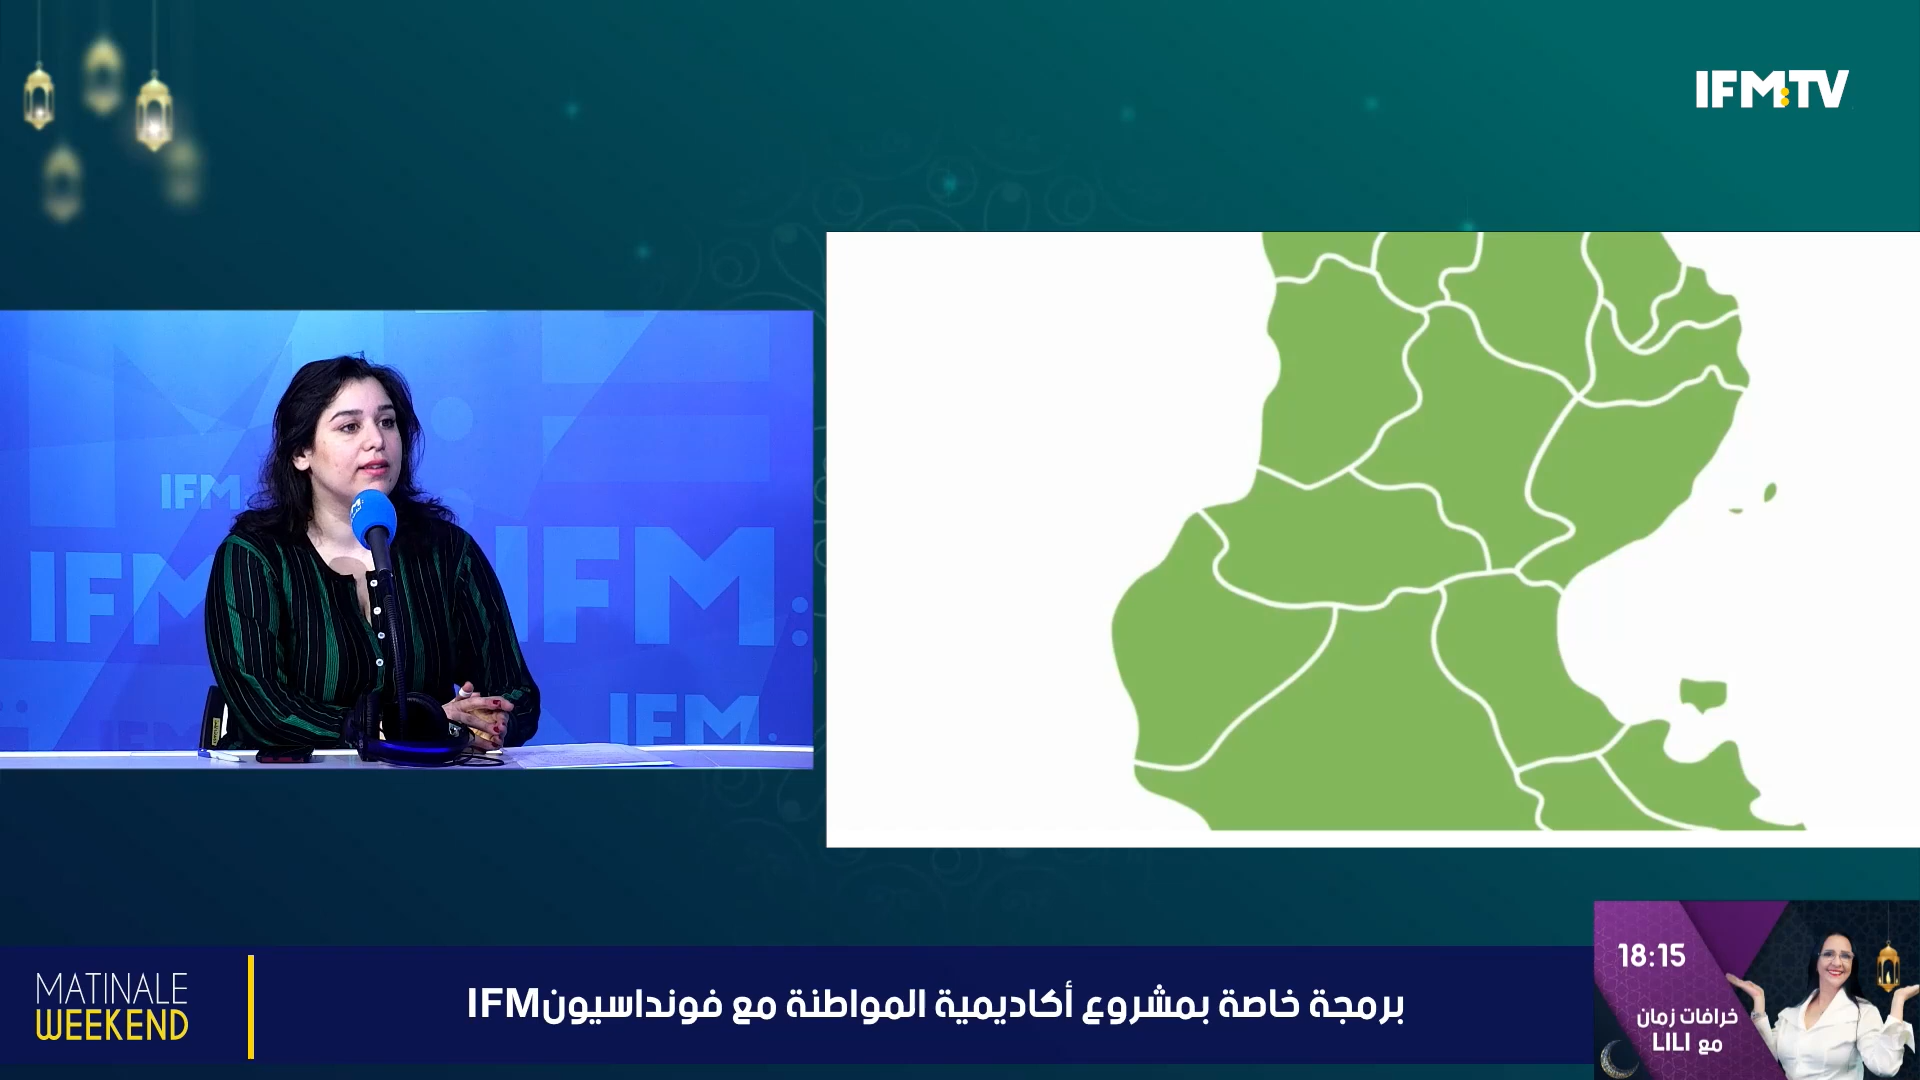 IFM:TV
IFM
IFM
IFM:
IFM
برمجة خاصة بمشروع أكاديمية المواطنة مع فونداسيونIFM
MATINALE
WEEKEND
18:15
خرافات زمان
مع LILI